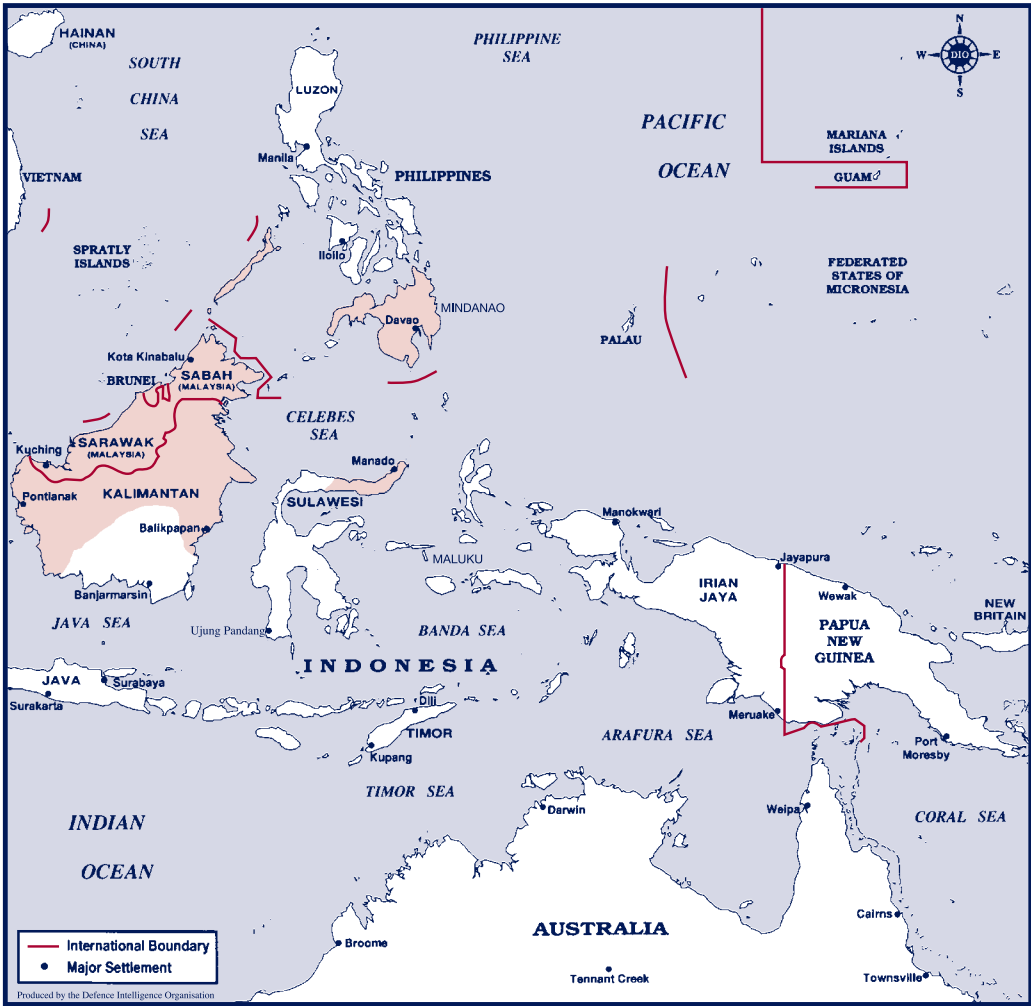 HAINAN
(CHINA)
SOUTH
CHINA
SEA
PHILIPPINE
SEA
N
W
DIO
E
S
LUZON
PACIFIC
OCEAN
Manila
MARIANA
ISLANDS
VIETNAM
PHILIPPINES
GUAM
SPRATLY
ISLANDS
Iloilo
FEDERATED
STATES OF
MICRONESIA
MINDANAO
Davao
PALAU
Kota Kinabalu
BRUNEI
SABAH
(MALAYSIA)
CELEBES
SEA
SARAWAK
(MALAYSIA)
Kuching
Manado
Pontianak
KALIMANTAN
SULAWESI
Manokwari
Balikpapan
MALUKU
Jayapura
IRIAN
JAYA
Wewak
Banjarmarsin
NEW
BRITAIN
JAVA SEA
Ujung Pandang
BANDA SEA
PAPUA
NEW
GUINEA
INDONESIA
JAVA
Surabaya
Surakarta
Dili
TIMOR
Meruake
Kupang
ARAFURA SEA
Port
Moresby
TIMOR SEA
Darwin
Weipa
CORAL SEA
INDIAN
OCEAN
Cairns
AUSTRALIA
Broome
International Boundary
Major Settlement
Tennant Creek
Townsville
Produced by the Defence Intelligence Organisation